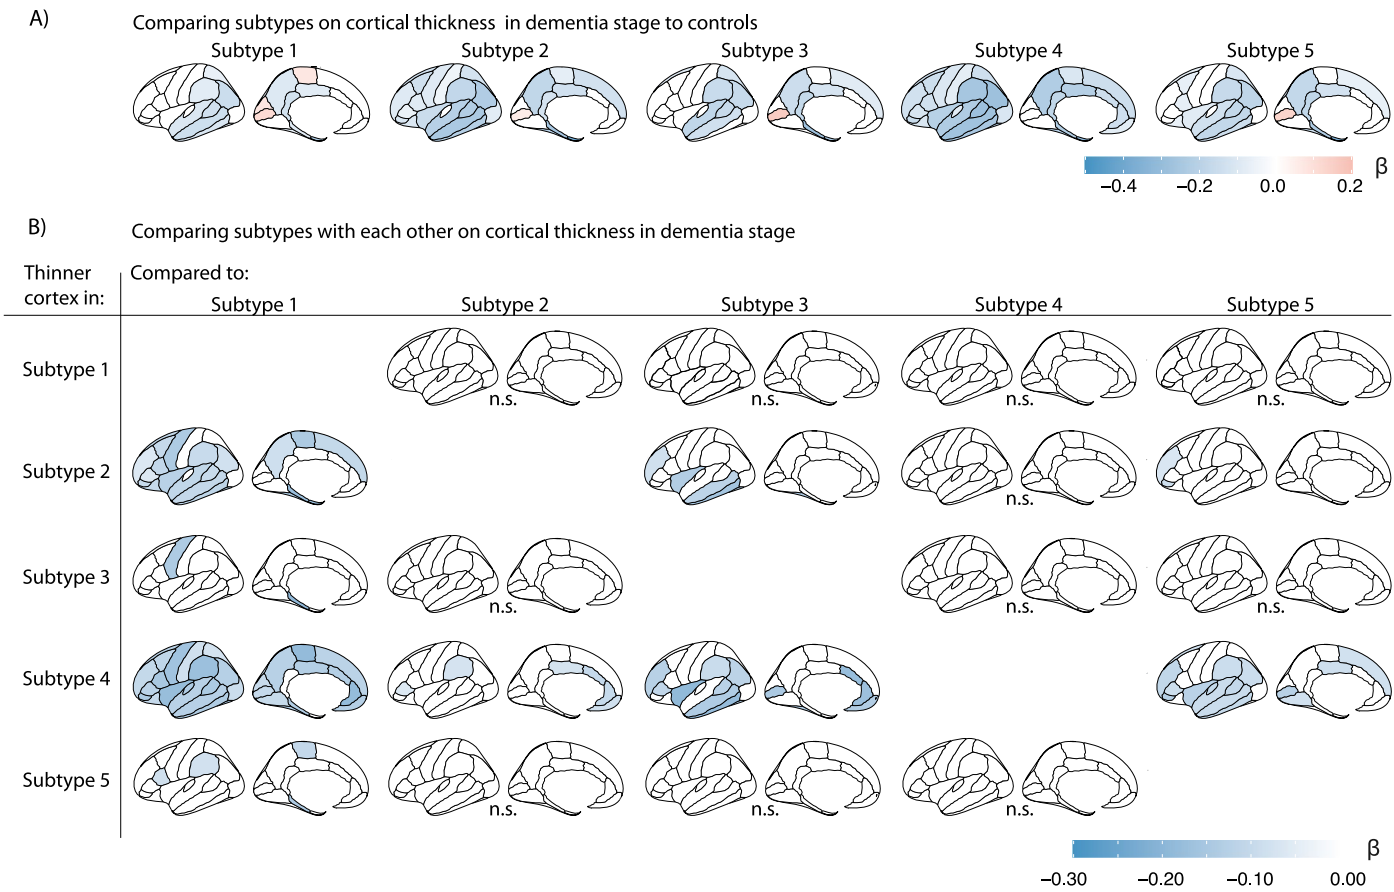 A)
Comparing subtypes on cortical thickness in dementia stage to controls
Subtype 1 Subtype 2 Subtype 3 Subtype 4 Subtype 5
β
−0.4 −0.2 0.0 0.2
B)
Comparing subtypes with each other on cortical thickness in dementia stage
Thinner
cortex in:
Compared to:
Subtype 1 Subtype 2 Subtype 3 Subtype 4 Subtype 5
Subtype 1
n.s. n.s. n.s. n.s.
Subtype 2
n.s.
Subtype 3
n.s. n.s. n.s.
Subtype 4
Subtype 5
n.s. n.s. n.s.
β
−0.30 −0.20 −0.10 0.00